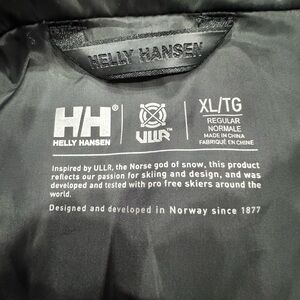 HELLY HANSEN
HH
HELLY HANSEN
ULLR
XL/TG
REGULAR
NORMALE
MADE IN CHINA
FABRIQUÉ EN CHINE
Inspired by ULLR, the Norse god of snow, this product
reflects our passion for skiing and design, and was
developed and tested with pro free skiers around the
world.
Designed and developed in Norway since 1877